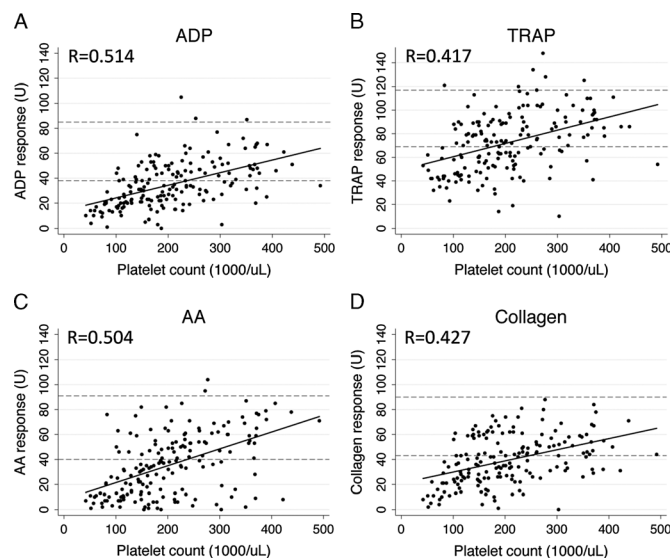 A
ADP
R=0.514
ADP response (U)
0 20 40 60 80 100 120 140
0 100 200 300 400 500
Platelet count (1000/uL)
B
TRAP
R=0.417
TRAP response (U)
0 20 40 60 80 100 120 140
0 100 200 300 400 500
Platelet count (1000/uL)
C
AA
R=0.504
AA response (U)
0 20 40 60 80 100 120 140
0 100 200 300 400 500
Platelet count (1000/uL)
D
Collagen
R=0.427
Collagen response (U)
0 20 40 60 80 100 120 140
0 100 200 300 400 500
Platelet count (1000/uL)